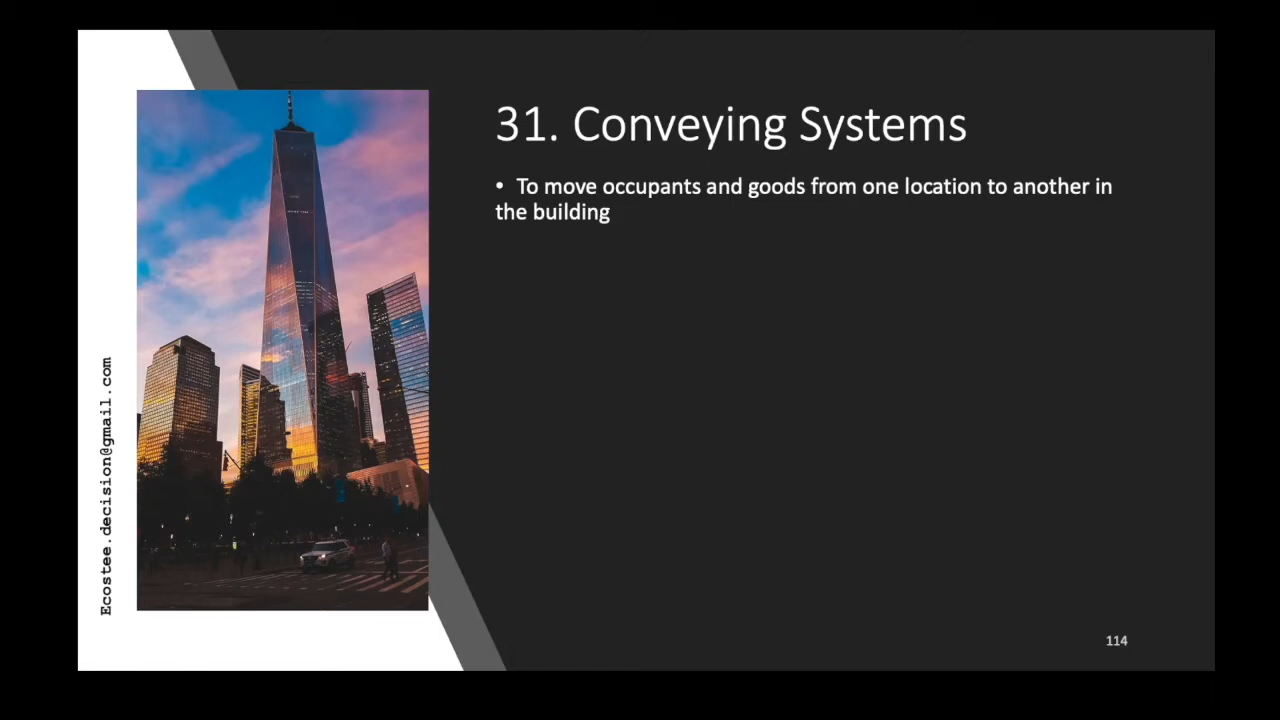 31. Conveying Systems
• To move occupants and goods from one location to another in
the building
Ecostee.decision@gmail.com
114